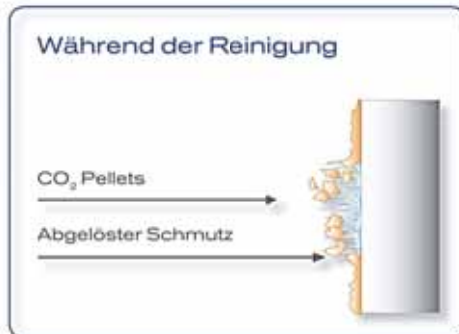 Während der Reinigung
CO₂ Pellets
Abgelöster Schmutz